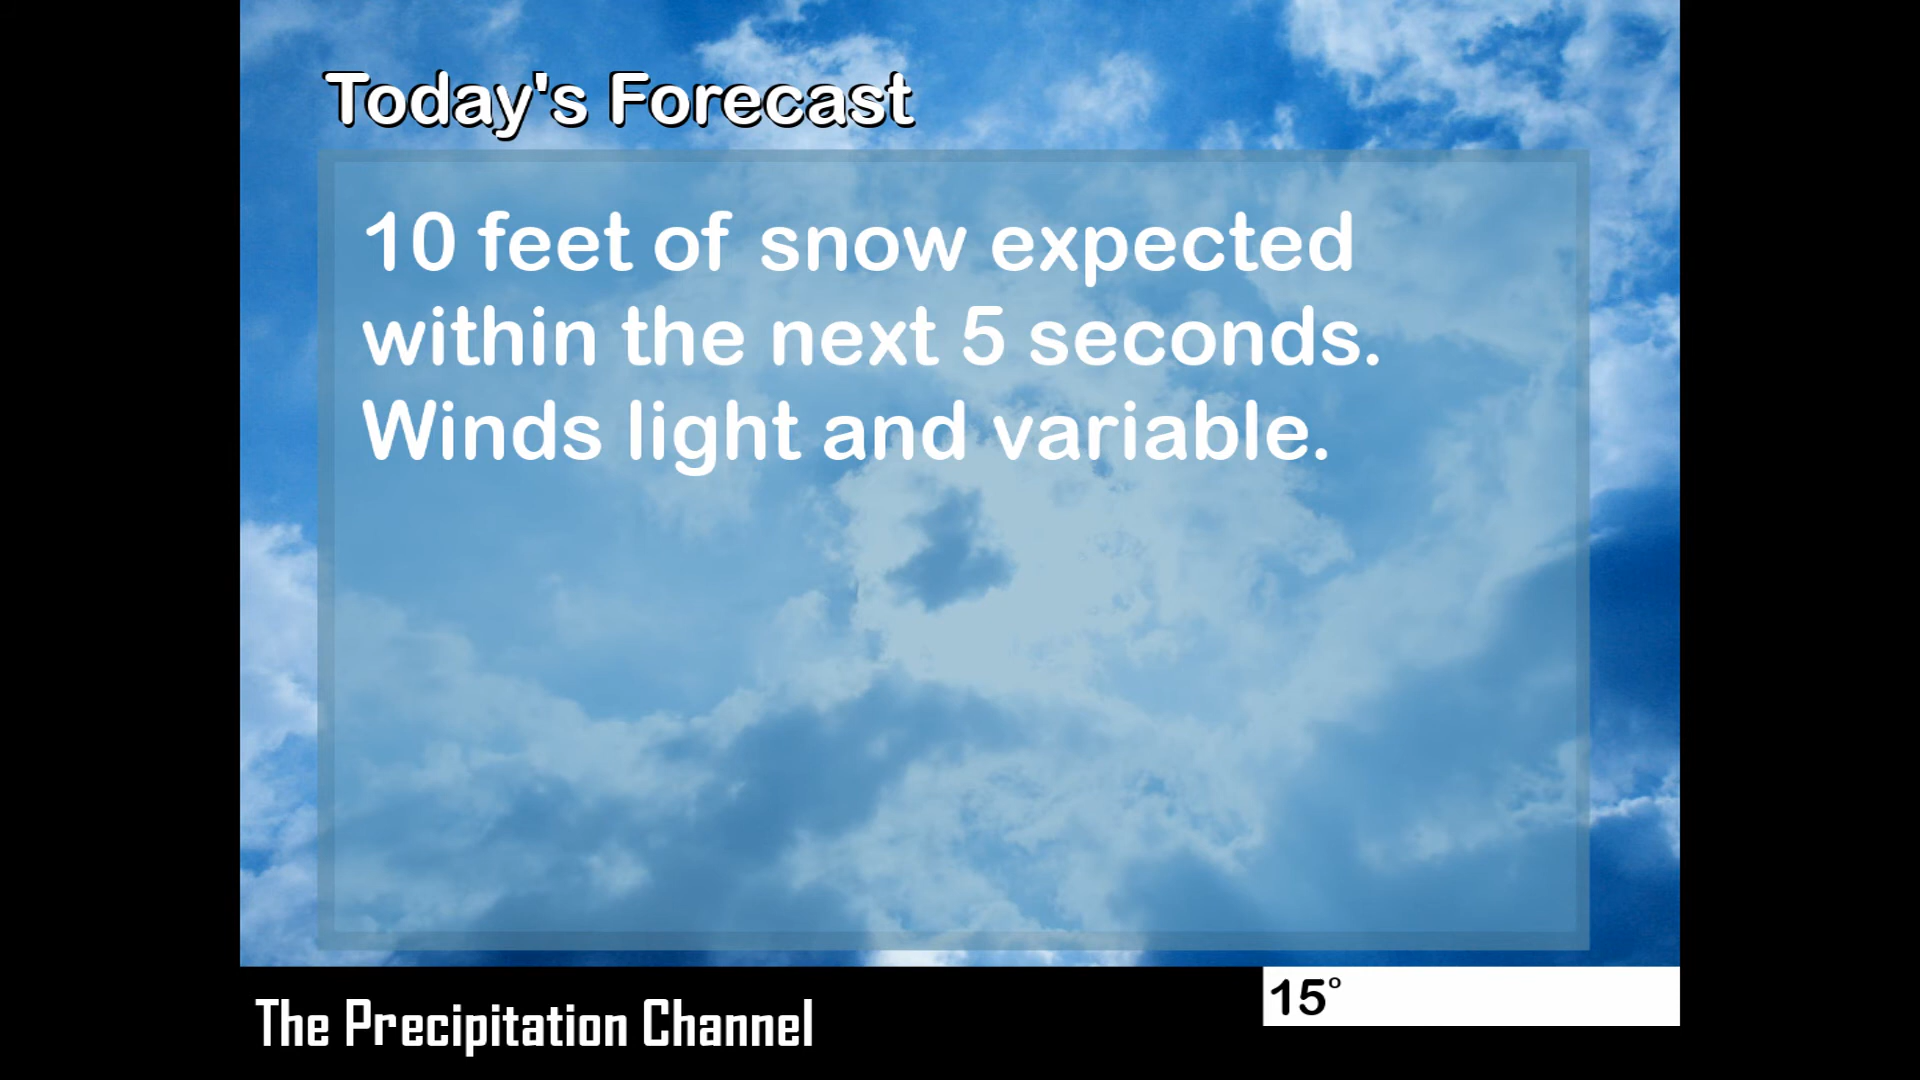 Today's Forecast
10 feet of snow expected
within the next 5 seconds.
Winds light and variable.
The Precipitation Channel
15°